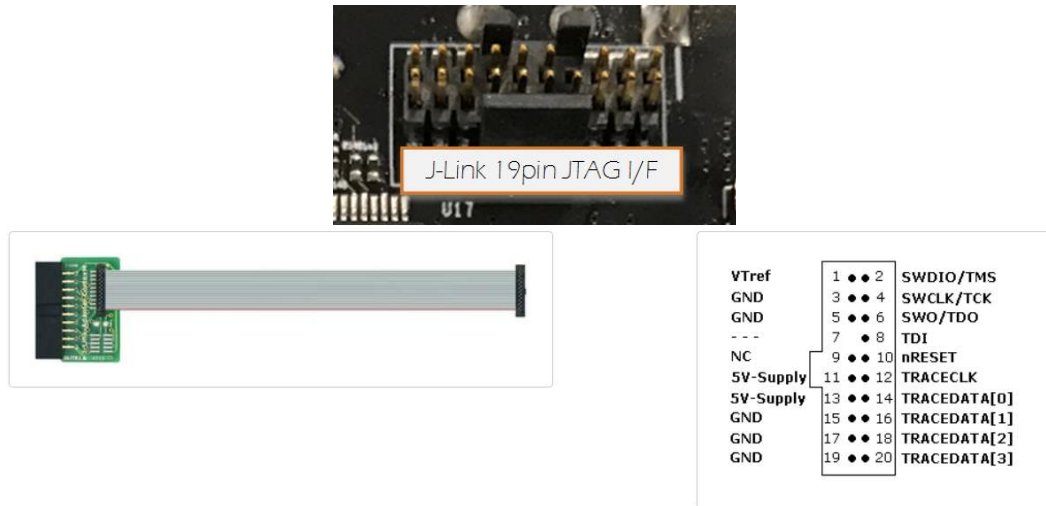 J-Link 19pin JTAG I/F
U17
VTref 1 2 SWDIO/TMS
GND 3 4 SWCLK/TCK
GND 5 6 SWO/TDO
--- 7 8 TDI
NC 9 10 nRESET
5V-Supply 11 12 TRACECLK
5V-Supply 13 14 TRACEDATA[0]
GND 15 16 TRACEDATA[1]
GND 17 18 TRACEDATA[2]
GND 19 20 TRACEDATA[3]